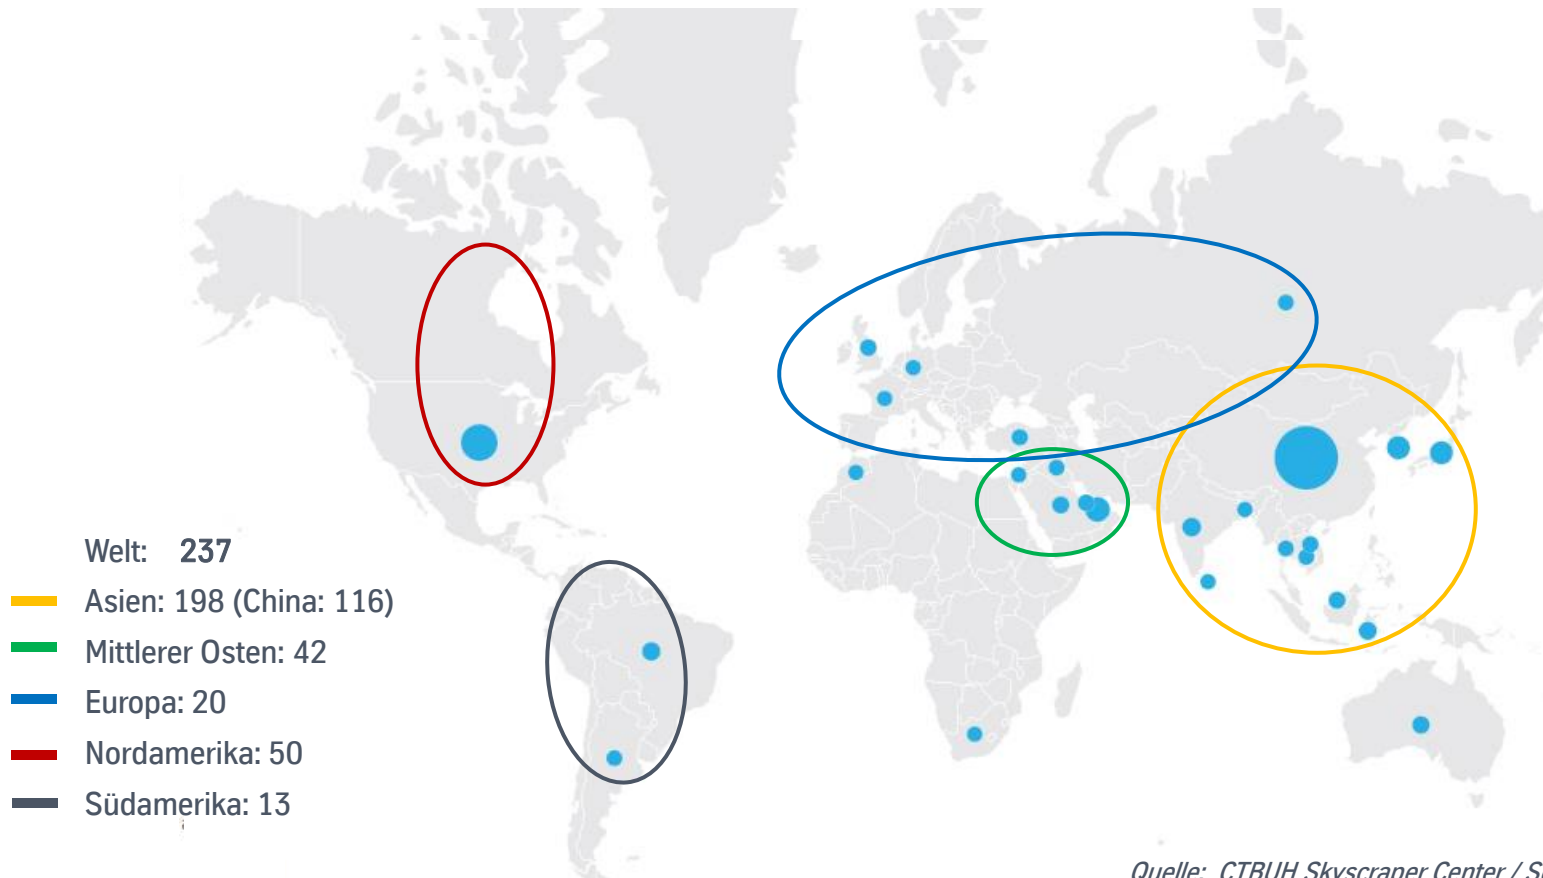 Welt: 237
Asien: 198 (China: 116)
Mittlerer Osten: 42
Europa: 20
Nordamerika: 50
Südamerika: 13
Quelle: CTBUH Skyscraper Center /